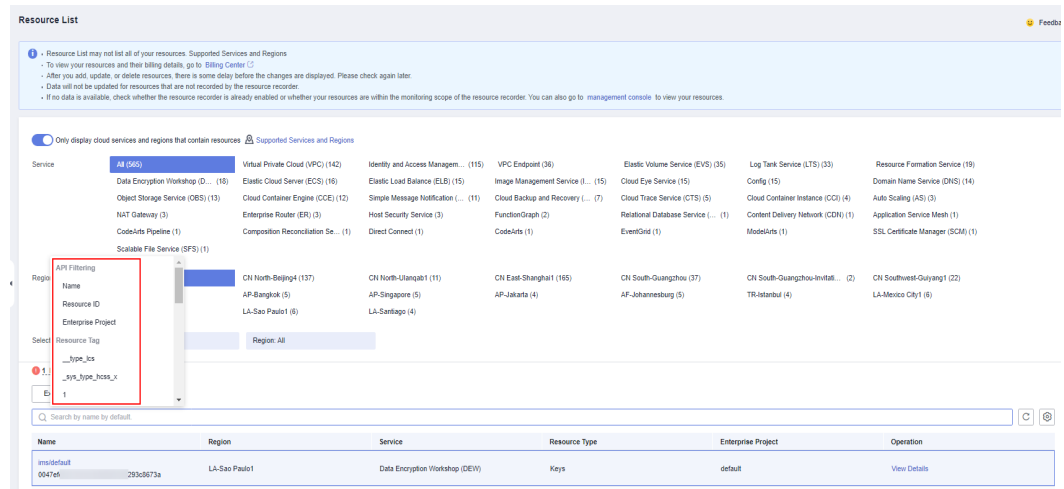 Resource List
Feedba
Resource List may not list all of your resources. Supported Services and Regions
To view your resources and their billing details, go to Billing Center
After you add, update, or delete resources, there is some delay before the changes are displayed. Please check again later.
Data will not be updated for resources that are not recorded by the resource recorder.
If no data is available, check whether the resource recorder is already enabled or whether your resources are within the monitoring scope of the resource recorder. You can also go to management console to view your resources.
Only display cloud services and regions that contain resources Supported Services and Regions
Service All (565) Virtual Private Cloud (VPC) (142) Identity and Access Managem... (115) VPC Endpoint (36) Elastic Volume Service (EVS) (35) Log Tank Service (LTS) (33) Resource Formation Service (19)
Data Encryption Workshop (D... (18) Elastic Cloud Server (ECS) (16) Elastic Load Balance (ELB) (15) Image Management Service (I... (15) Cloud Eye Service (15) Config (15) Domain Name Service (DNS) (14)
Object Storage Service (OBS) (13) Cloud Container Engine (CCE) (12) Simple Message Notification (... (11) Cloud Backup and Recovery (... (7) Cloud Trace Service (CTS) (5) Cloud Container Instance (CCI) (4) Auto Scaling (AS) (3)
NAT Gateway (3) Enterprise Router (ER) (3) Host Security Service (3) FunctionGraph (2) Relational Database Service (... (1) Content Delivery Network (CDN) (1) Application Service Mesh (1)
CodeArts Pipeline (1) Composition Reconciliation Se... (1) Direct Connect (1) CodeArts (1) EventGrid (1) ModelArts (1) SSL Certificate Manager (SCM) (1)
Scalable File Service (SFS) (1)
API Filtering
Region CN North-Beijing4 (137) CN North-Ulanqab1 (11) CN East-Shanghai1 (165) CN South-Guangzhou (37) CN South-Guangzhou-Invitati... (2) CN Southwest-Guiyang1 (22)
Name
AP-Bangkok (5) AP-Singapore (5) AP-Jakarta (4) AF-Johannesburg (5) TR-Istanbul (4) LA-Mexico City1 (6)
Resource ID
LA-Sao Paulo1 (6) LA-Santiago (4)
Enterprise Project
Select Resource Tag Region: All
__type_lcs
1 _sys_type_hcss_x
Ex 1
Search by name by default.
Name Region Service Resource Type Enterprise Project Operation
ims/default
LA-Sao Paulo1 Data Encryption Workshop (DEW) Keys default View Details
0047ef 293c8673a